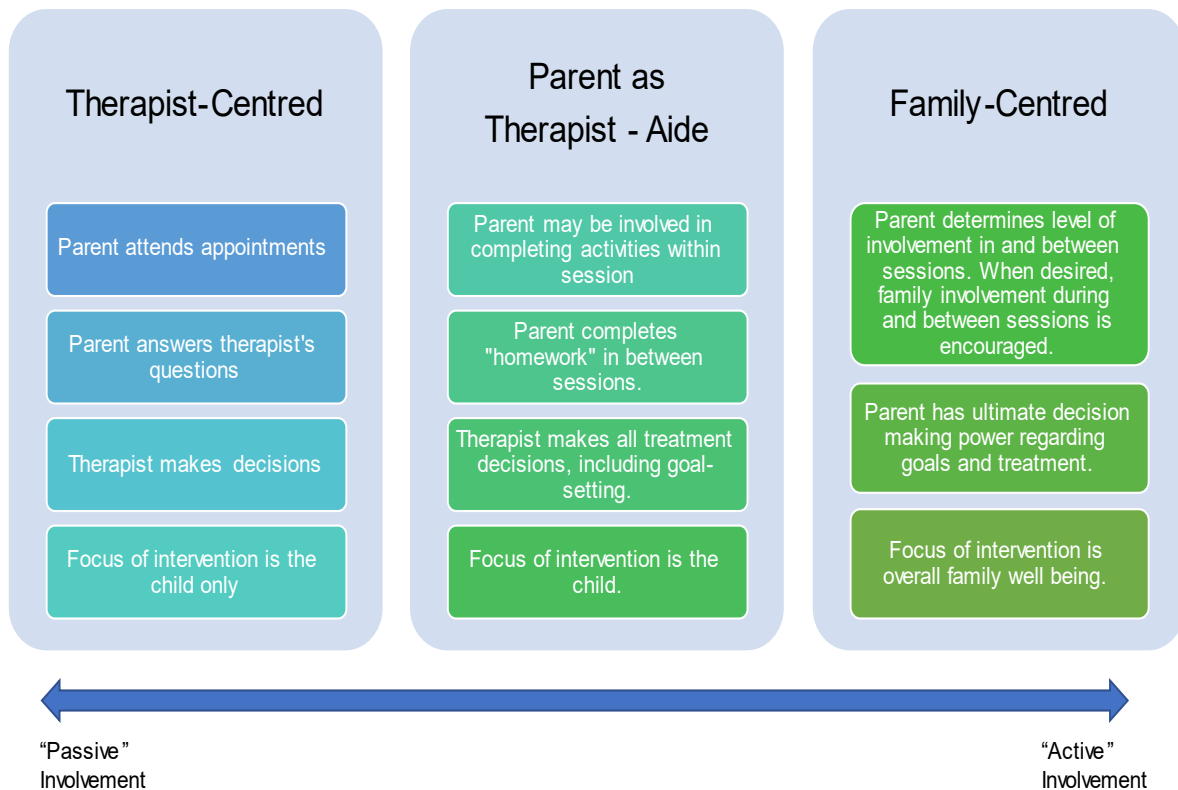 Therapist-Centred
Parent attends appointments
Parent answers therapist's
questions
Therapist makes decisions
Focus of intervention is the
child only
Parent as
Therapist - Aide
Parent may be involved in
completing activities within
session
Parent completes
"homework" in between
sessions.
Therapist makes all treatment
decisions, including goal-
setting.
Focus of intervention is the
child.
Family-Centred
Parent determines level of
involvement in and between
sessions. When desired,
family involvement during
and between sessions is
encouraged.
Parent has ultimate decision
making power regarding
goals and treatment.
Focus of intervention is
overall family well being.
“Passive”
Involvement
“Active”
Involvement